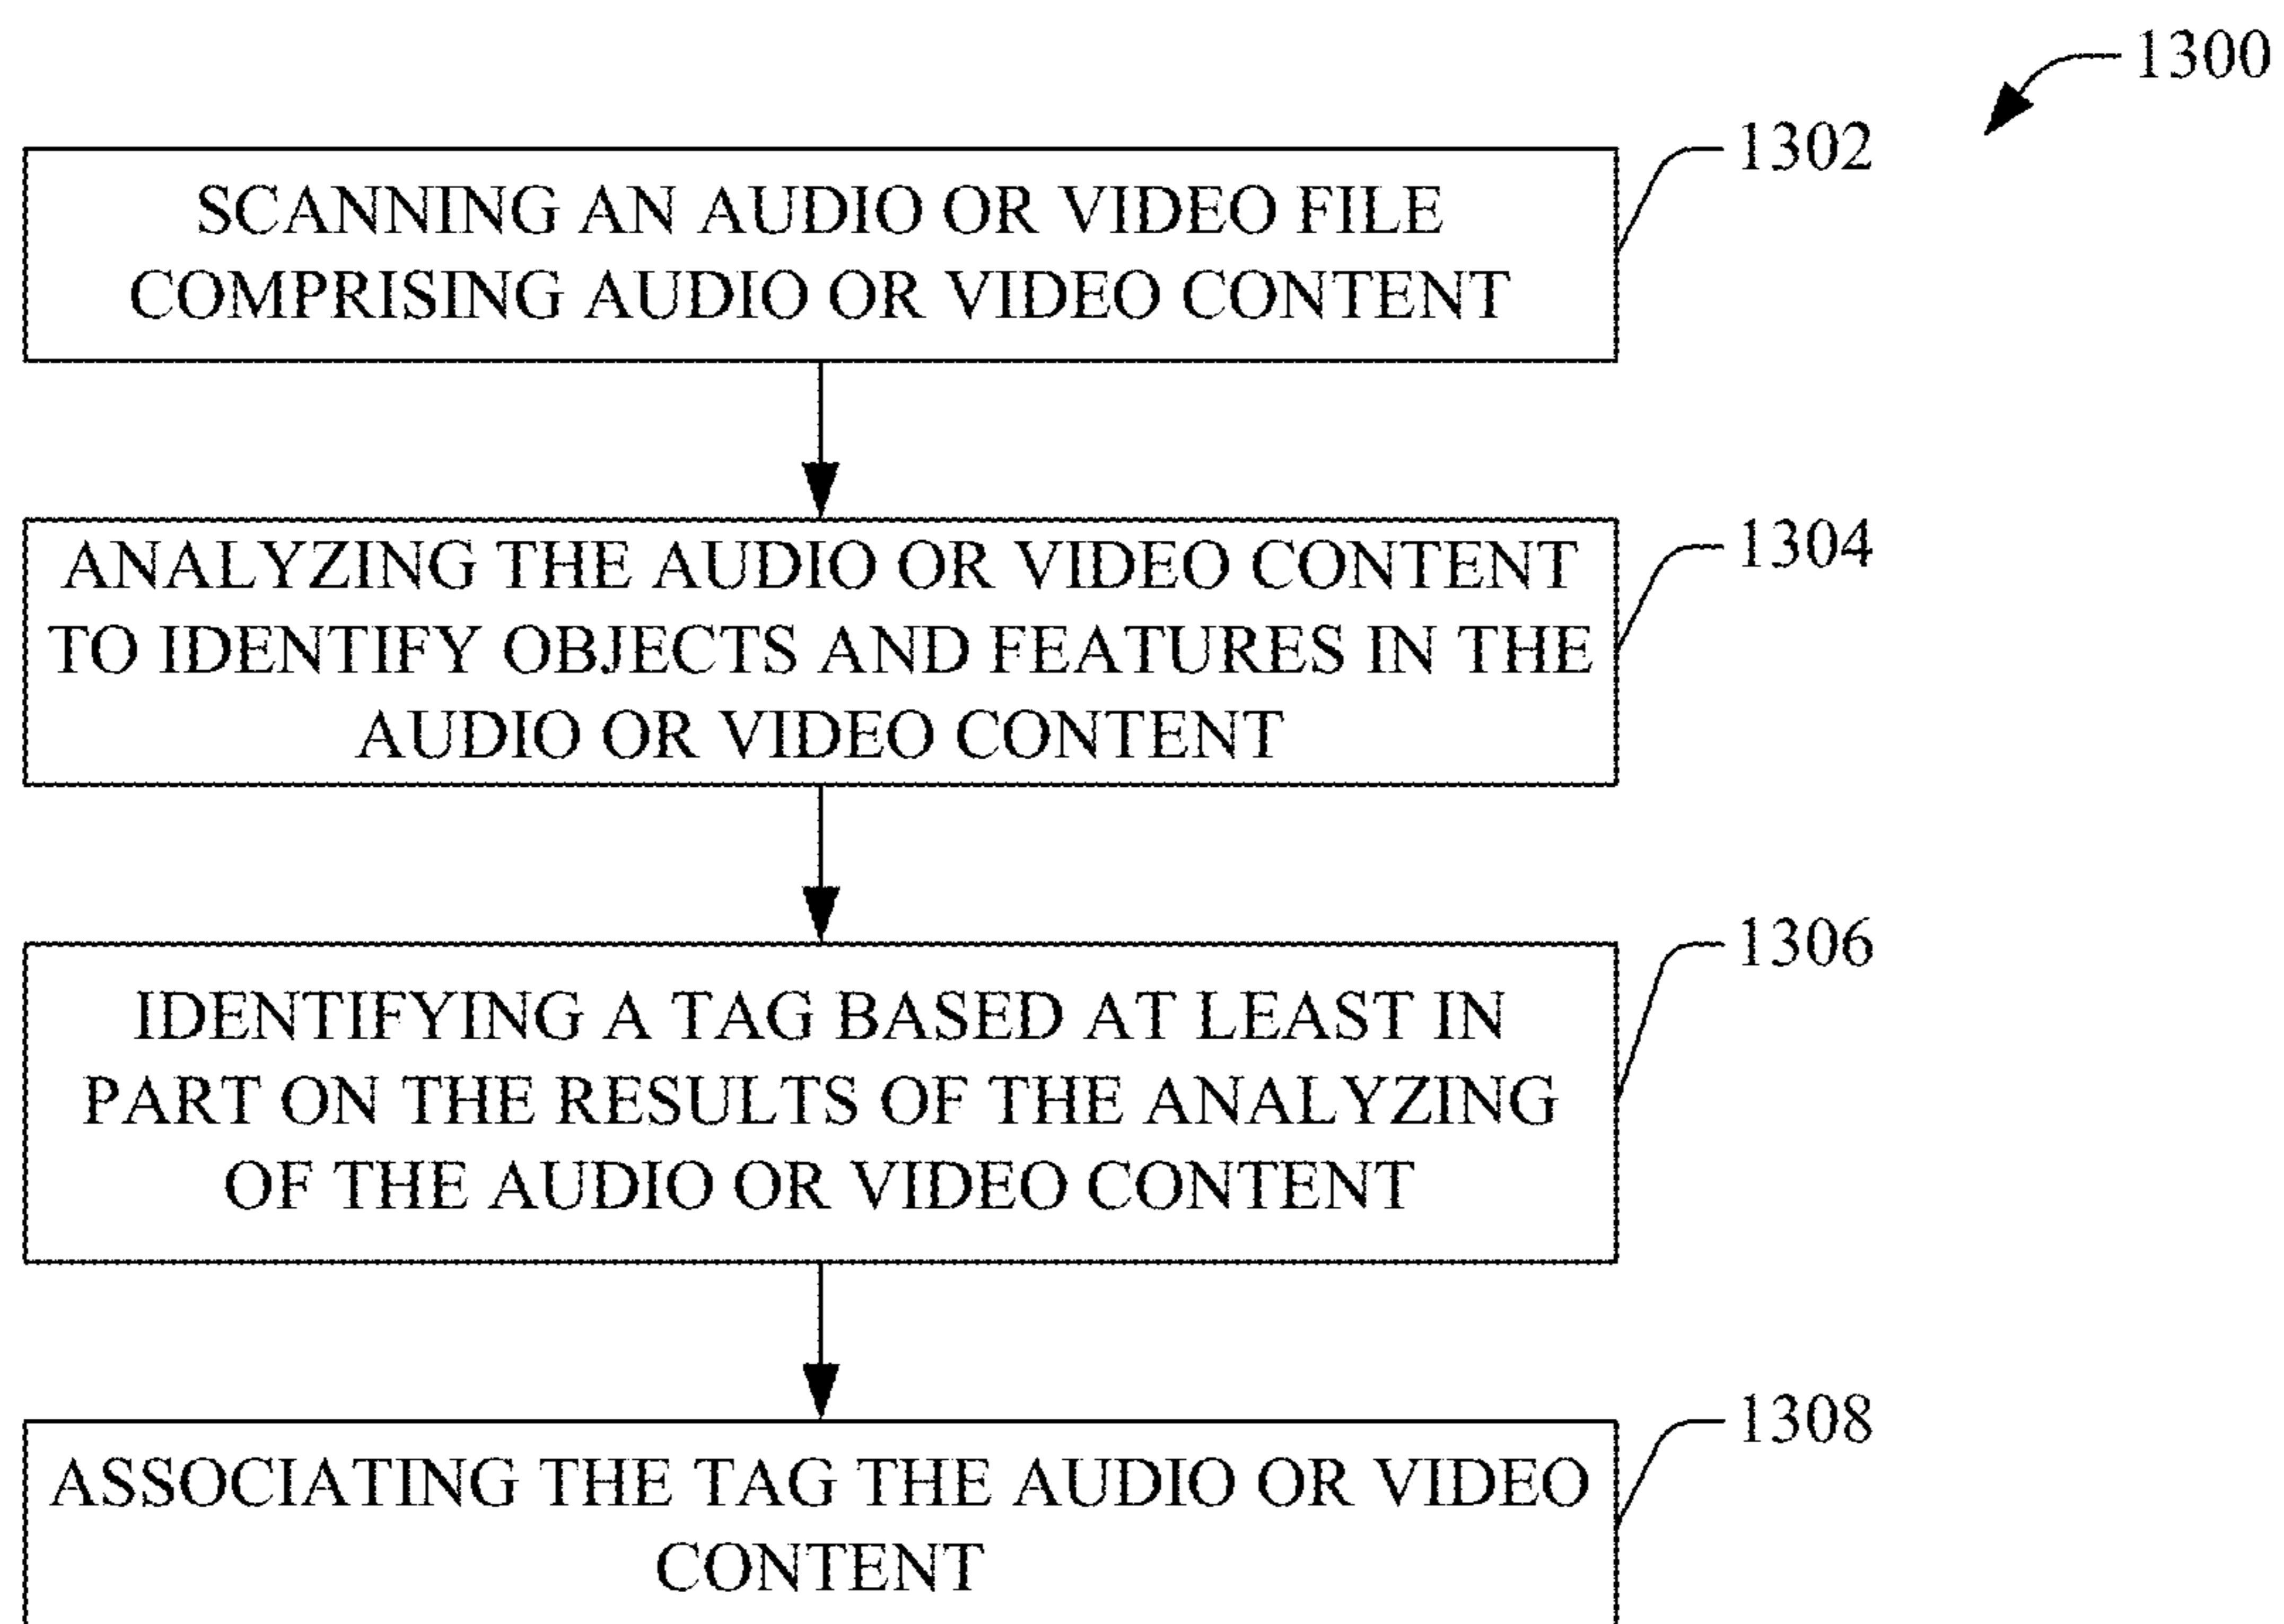 1300
1302
SCANNING AN AUDIO OR VIDEO FILE
COMPRISING AUDIO OR VIDEO CONTENT
1304
ANALYZING THE AUDIO OR VIDEO CONTENT
TO IDENTIFY OBJECTS AND FEATURES IN THE
AUDIO OR VIDEO CONTENT
1306
IDENTIFYING A TAG BASED AT LEAST IN
PART ON THE RESULTS OF THE ANALYZING
OF THE AUDIO OR VIDEO CONTENT
1308
ASSOCIATING THE TAG THE AUDIO OR VIDEO
CONTENT